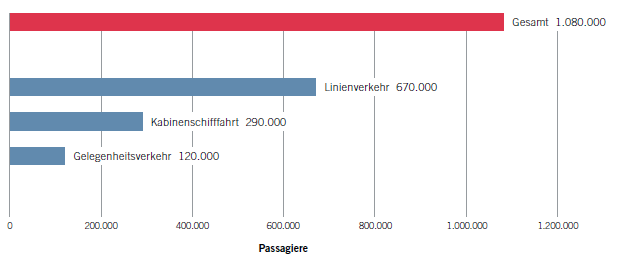 Gesamt 1.080.000
Linienverkehr 670.000
Kabinenschifffahrt 290.000
Gelegenheitsverkehr 120.000
0 200.000 400.000 600.000 800.000 1.000.000 1.200.000
Passagiere